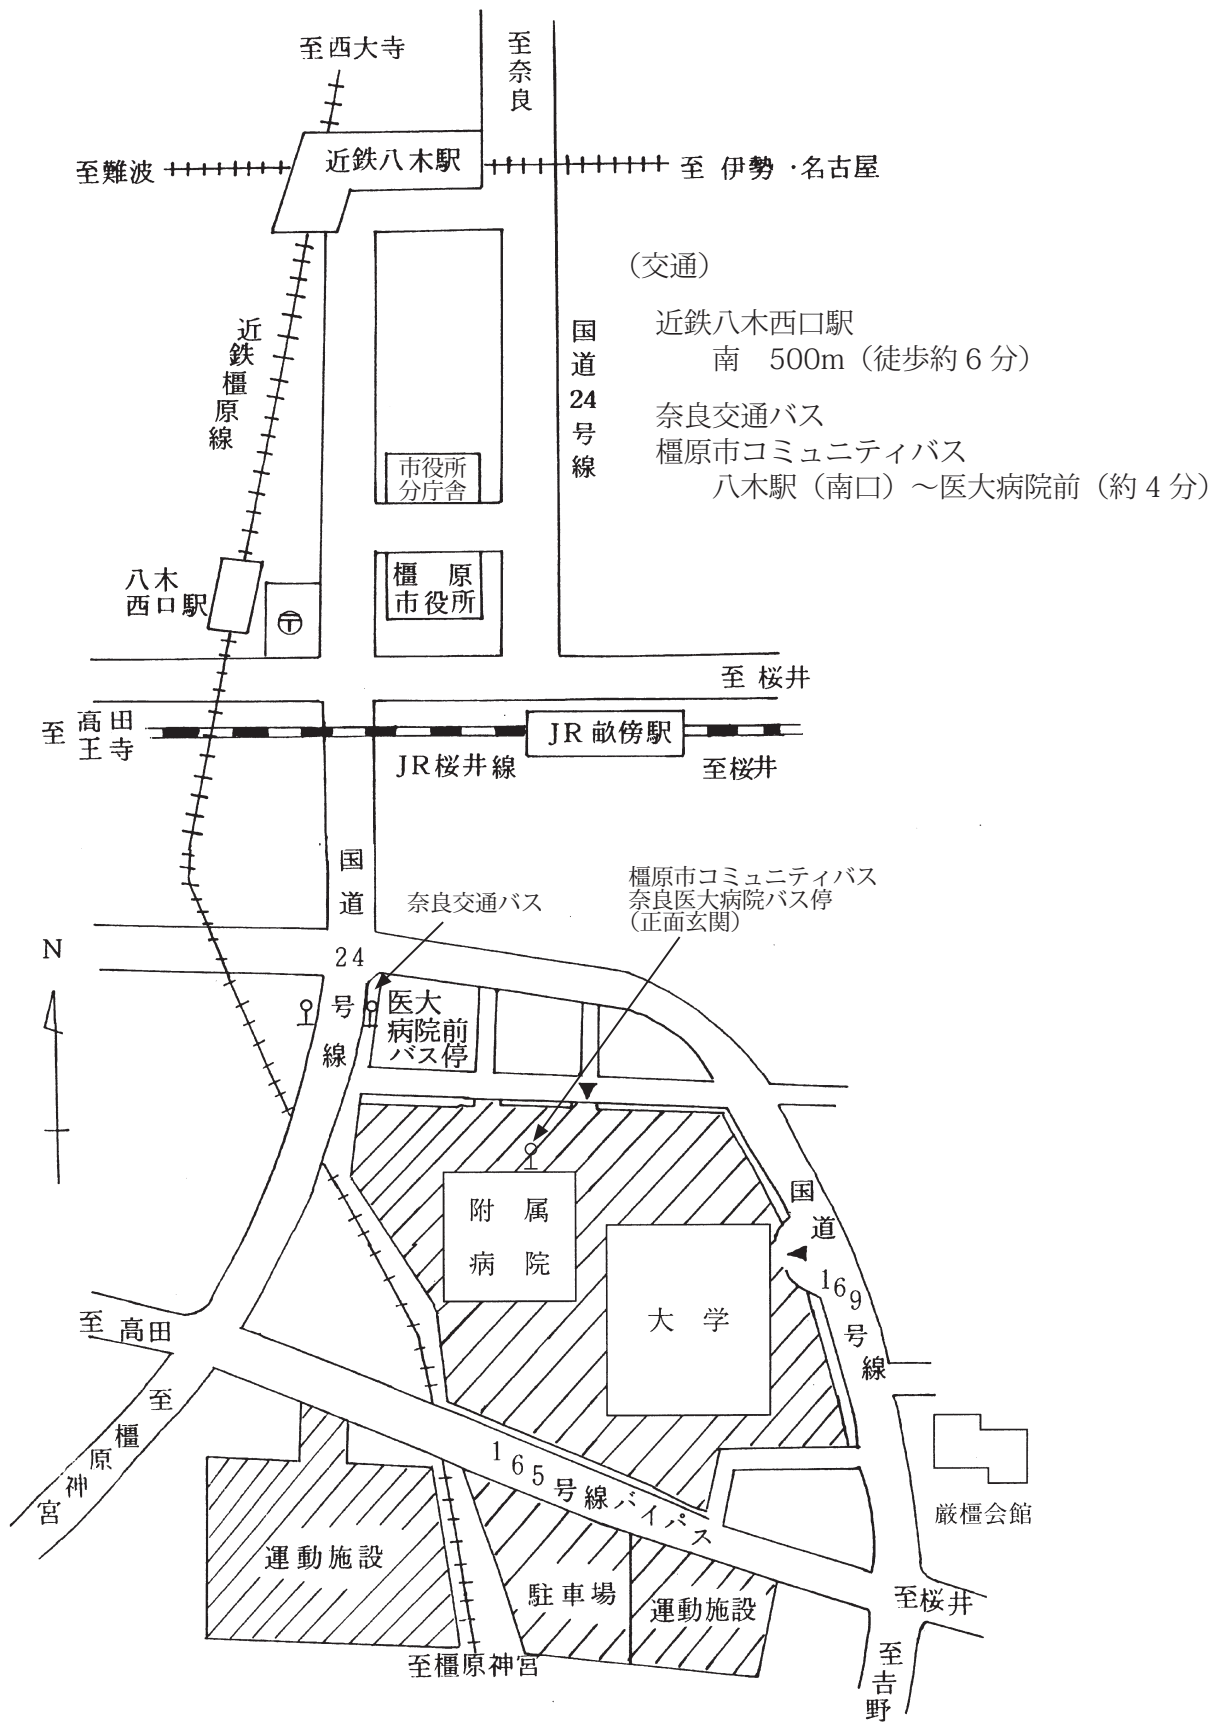 至西大寺
至奈良
至難波
近鉄八木駅
至 伊勢・名古屋
(交通)
近鉄八木西口駅
南　500m（徒歩約6分）
奈良交通バス
橿原市コミュニティバス
八木駅（南口）～医大病院前（約4分）
近鉄橿原線
国道24号線
市役所
分庁舎
八木
西口駅
〒
橿原
市役所
至 桜井
至 高田
王寺
JR畝傍駅
JR桜井線
至桜井
国道24号線
奈良交通バス
橿原市コミュニティバス
奈良医大病院バス停
(正面玄関)
N
医大
病院前
バス停
附属
病院
大学
国道169号線
至 高田
至橿原神宮
165号線バイパス
厳橿会館
運動施設
駐車場
運動施設
至桜井
至橿原神宮
至吉野